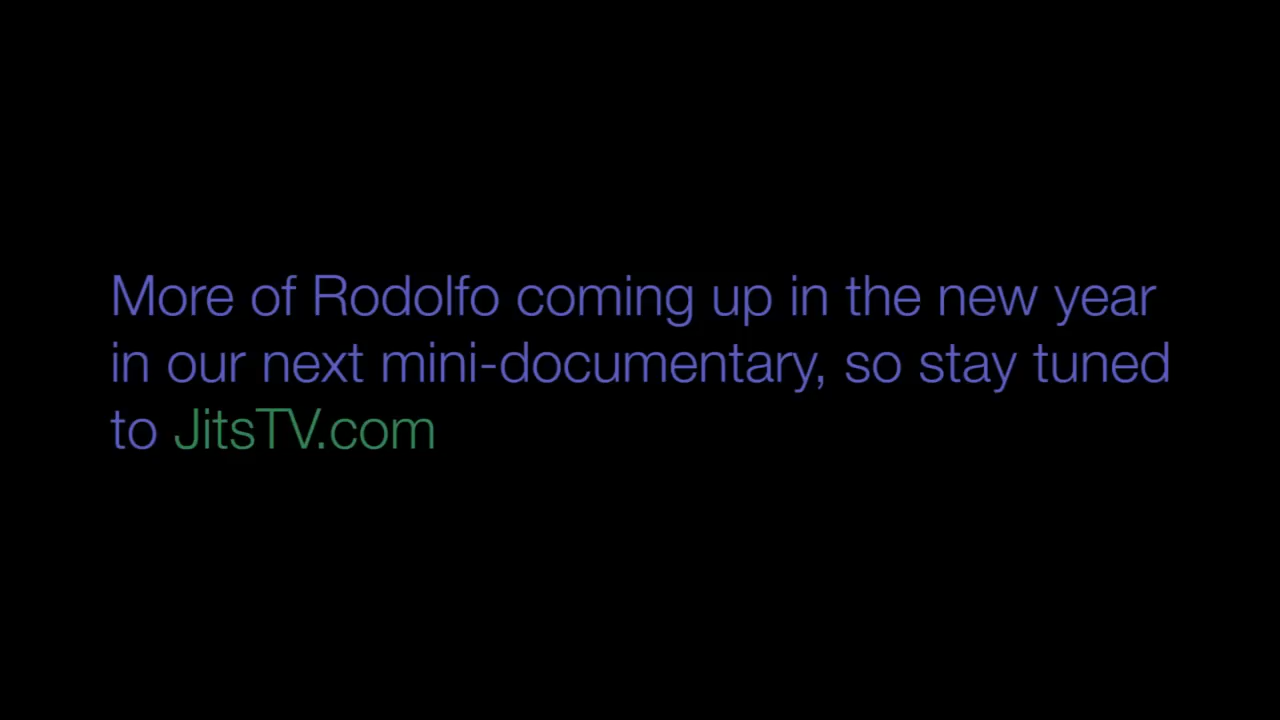 More of Rodolfo coming up in the new year
in our next mini-documentary, so stay tuned
to JitsTV.com